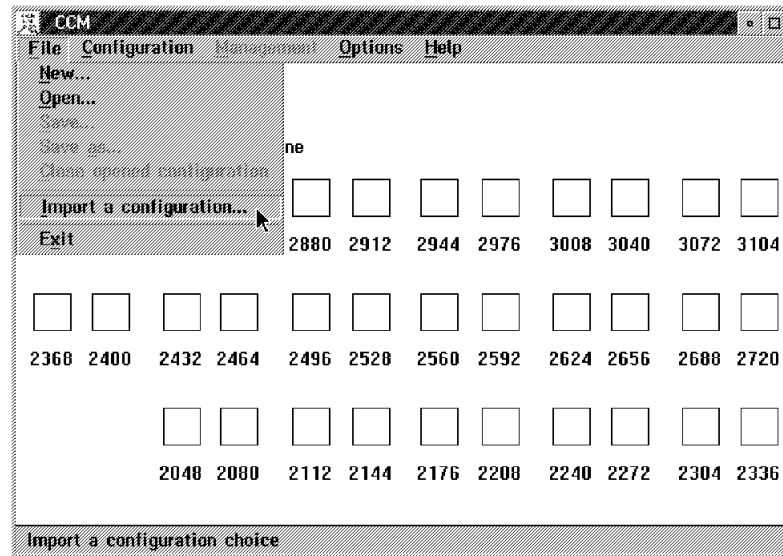 CCM
File Configuration Management Options Help
New...
Open...
Save...
Save as...
ne
Close opened configuration
Import a configuration...
Exit
2880 2912 2944 2976 3008 3040 3072 3104
2368 2400 2432 2464 2496 2528 2560 2592 2624 2656 2688 2720
2048 2080 2112 2144 2176 2208 2240 2272 2304 2336
Import a configuration choice